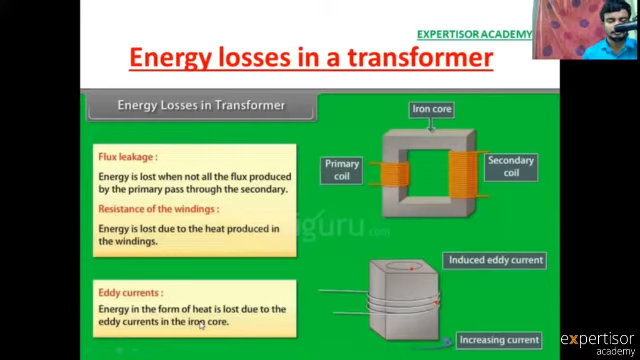 EXPERTISOR ACADEMY
Energy losses in a transformer
Energy Losses in Transformer
Flux leakage :
Energy is lost when not all the flux produced
by the primary pass through the secondary.
Resistance of the windings :
Energy is lost due to the heat produced in
the windings.
Eddy currents :
Energy in the form of heat is lost due to the
eddy currents in the iron core.
Iron core
Primary
coil
Secondary
coil
iguru.com
Induced eddy current
Increasing current
expertisor
academy